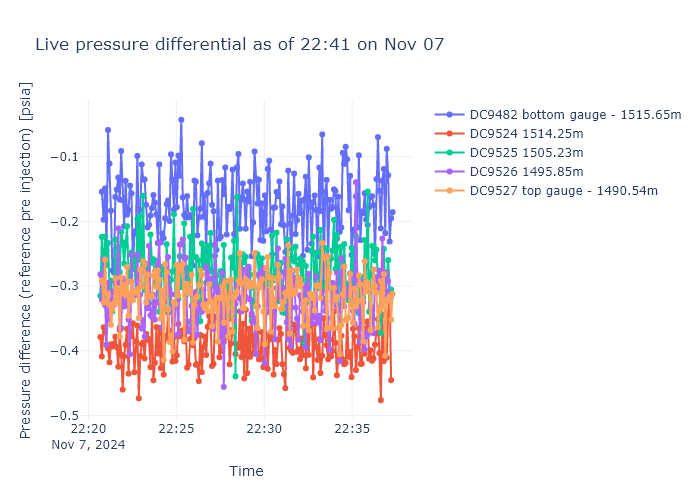 Live pressure differential as of 22:41 on Nov 07
Pressure difference (reference pre injection) [psia]
−0.1
−0.2
−0.3
−0.4
−0.5
22:20
Nov 7, 2024
22:25
22:30
22:35
Time
DC9482 bottom gauge - 1515.65m
DC9524 1514.25m
DC9525 1505.23m
DC9526 1495.85m
DC9527 top gauge - 1490.54m